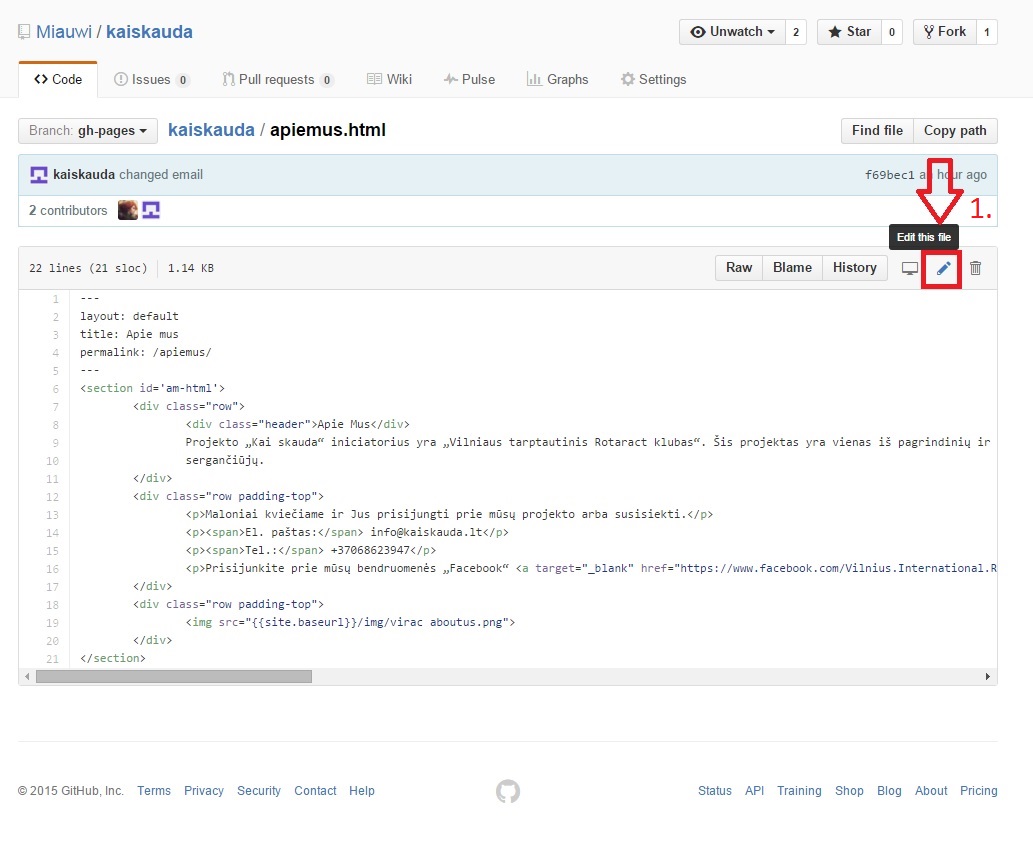 Miauwi / kaiskauda
Unwatch 2 Star 0 Fork 1
Code Issues 0 Pull requests 0 Wiki Pulse Graphs Settings
Branch: gh-pages kaiskauda / apiemus.html Find file Copy path
kaiskauda changed email f69bec1 an hour ago
2 contributors 1.
Edit this file
22 lines (21 sloc) 1.14 KB Raw Blame History
1 ---
2 layout: default
3 title: Apie mus
4 permalink: /apiemus/
5 ---
6 <section id='am-html'>
7 <div class="row">
8 <div class="header">Apie Mus</div>
9 Projekto „Kai skauda“ iniciatorius yra „Vilniaus tarptautinis Rotaract klubas“. Šis projektas yra vienas iš pagrindinių ir
10 sergančiūjų.
11 </div>
12 <div class="row padding-top">
13 <p>Maloniai kviečiame ir Jus prisijungti prie mūsų projekto arba susisiekti.</p>
14 <p><span>El. paštas:</span> info@kaiskauda.lt</p>
15 <p><span>Tel.:</span> +37068623947</p>
16 <p>Prisijunkite prie mūsų bendruomenės „Facebook“ <a target="_blank" href="https://www.facebook.com/Vilnius.International.R
17 </div>
18 <div class="row padding-top">
19 <img src="{{site.baseurl}}/img/virac aboutus.png">
20 </div>
21 </section>
© 2015 GitHub, Inc. Terms Privacy Security Contact Help Status API Training Shop Blog About Pricing